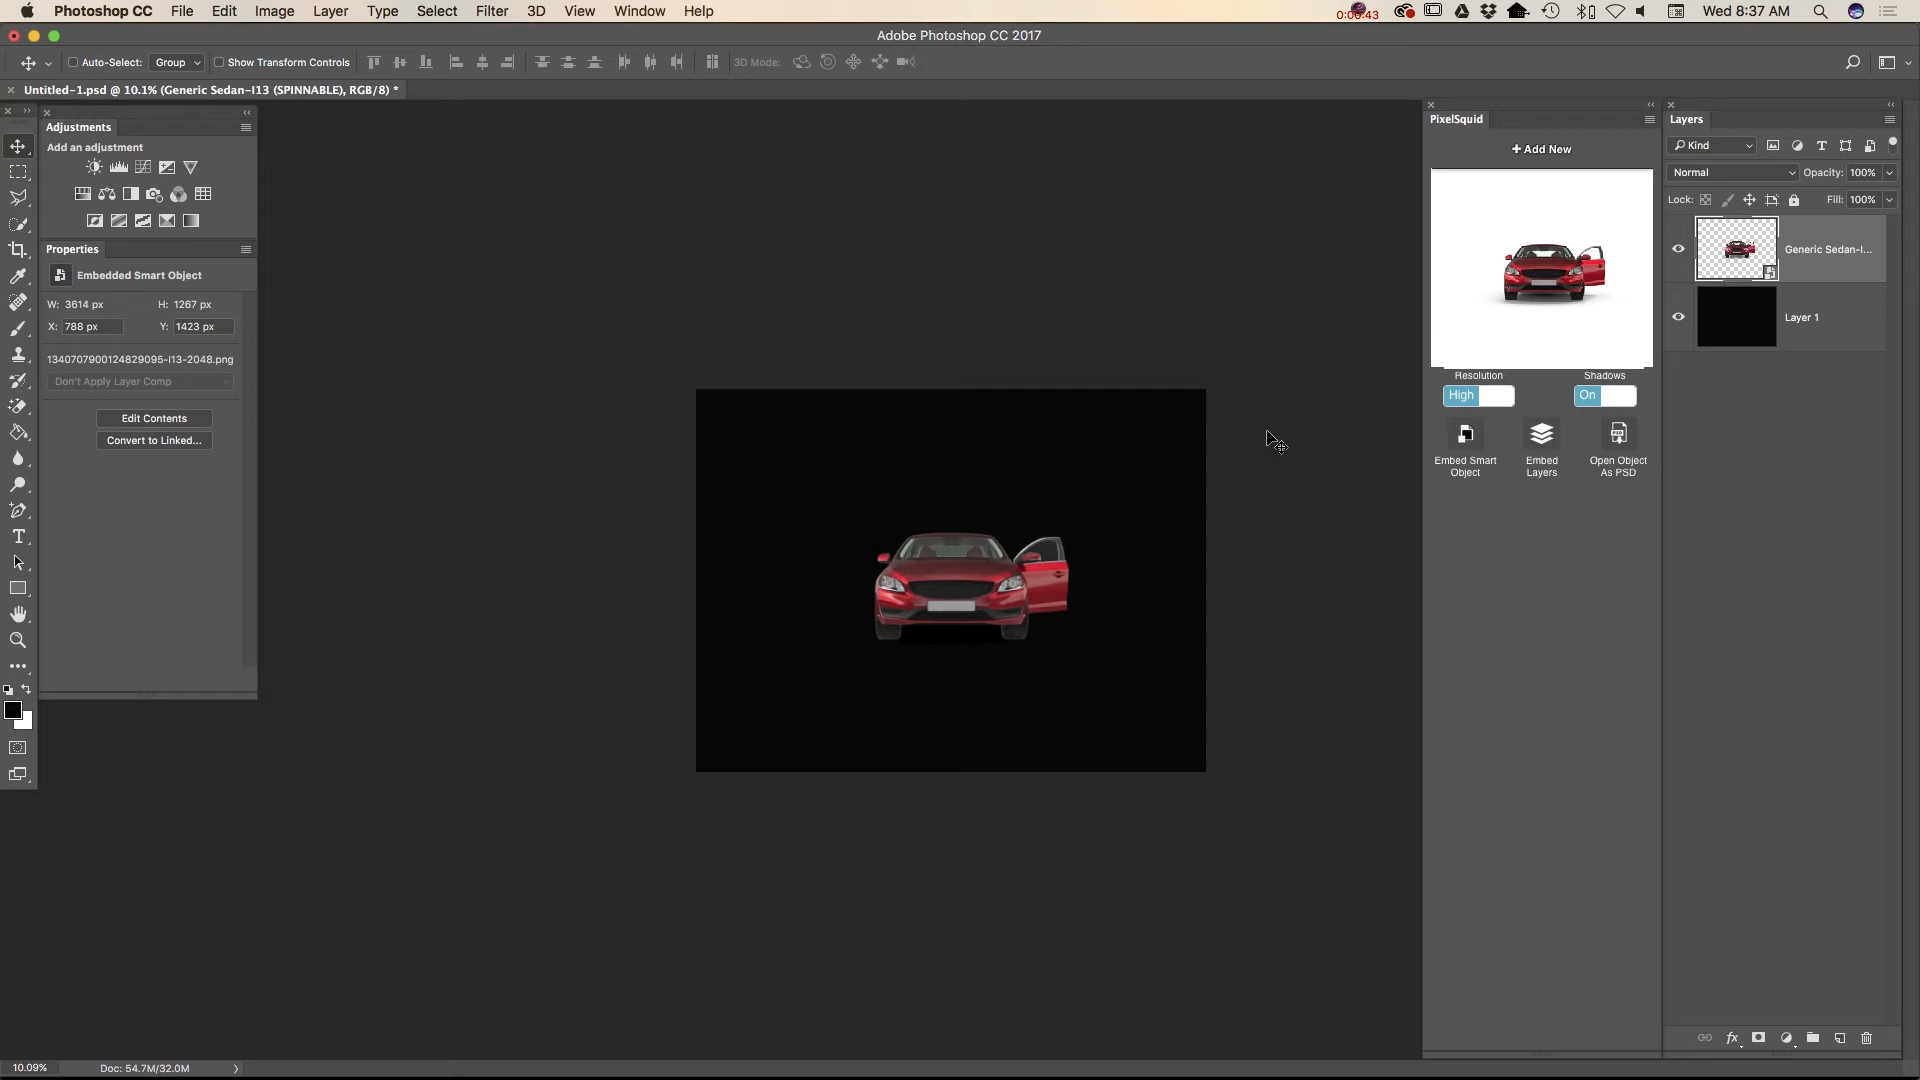 Photoshop CC File Edit Image Layer Type Select Filter 3D View Window Help
0:00:43
Wed 8:37 AM
Adobe Photoshop CC 2017
Auto-Select: Group Show Transform Controls 3D Mode:
Untitled-1.psd @ 10.1% (Generic Sedan-I13 (SPINNABLE), RGB/8) *
Adjustments
Add an adjustment
Properties
Embedded Smart Object
W: 3614 px H: 1267 px
X: 788 px Y: 1423 px
1340707900124829095-I13-2048.png
Don't Apply Layer Comp
Edit Contents
Convert to Linked...
PixelSquid
+ Add New
Resolution Shadows
High On
Embed Smart Object
Embed Layers
Open Object As PSD
Layers
Kind
Normal Opacity: 100%
Lock: Fill: 100%
Generic Sedan-I...
Layer 1
10.09% Doc: 54.7M/32.0M